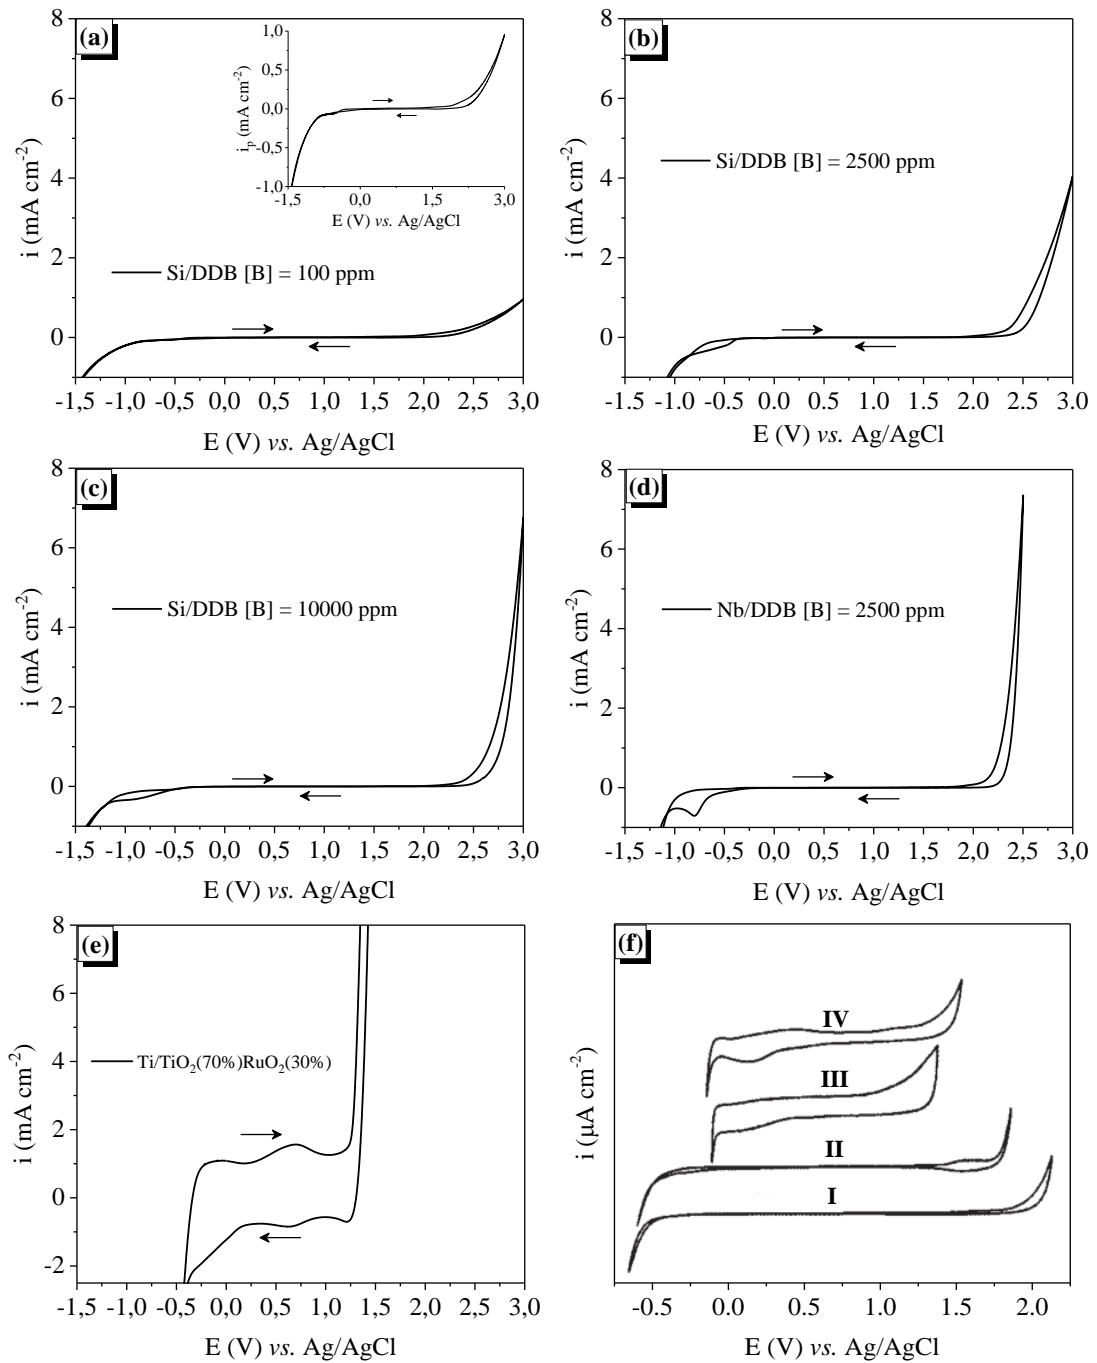 (a)
8
6
4
2
0
i (mA cm-2)
Si/DDB [B] = 100 ppm
-1,5 -1,0 -0,5 0,0 0,5 1,0 1,5 2,0 2,5 3,0
E (V) vs. Ag/AgCl
1,0
0,5
0,0
-0,5
-1,0
ip (mA cm-2)
-1,5 0,0 1,5 3,0
E (V) vs. Ag/AgCl
(b)
8
6
4
2
0
i (mA cm-2)
Si/DDB [B] = 2500 ppm
-1,5 -1.0 -0.5 0.0 0.5 1.0 1.5 2.0 2.5 3.0
E (V) vs. Ag/AgCl
(c)
8
6
4
2
0
i (mA cm-2)
Si/DDB [B] = 10000 ppm
-1,5 -1,0 -0,5 0,0 0,5 1,0 1,5 2,0 2,5 3,0
E (V) vs. Ag/AgCl
(d)
8
6
4
2
0
i (mA cm-2)
Nb/DDB [B] = 2500 ppm
-1,5 -1,0 -0,5 0,0 0,5 1,0 1,5 2,0 2,5 3,0
E (V) vs. Ag/AgCl
(e)
8
6
4
2
0
-2
i (mA cm-2)
Ti/TiO2(70%)RuO2(30%)
-1,5 -1,0 -0,5 0,0 0,5 1,0 1,5 2,0 2,5 3,0
E (V) vs. Ag/AgCl
(f)
i (µA cm-2)
IV
III
II
I
-0.5 0.0 0.5 1.0 1.5 2.0
E (V) vs. Ag/AgCl